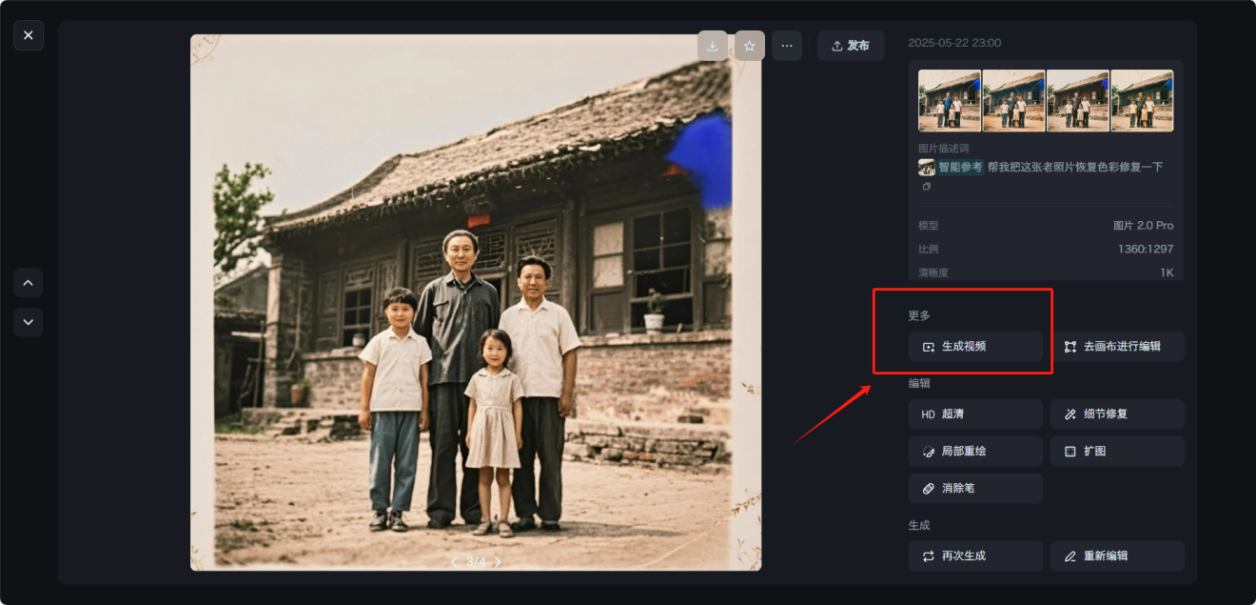 发布
2025-05-22 23:00
图片描述词
智能参考 帮我把这张老照片恢复色彩修复一下
模型 图片 2.0 Pro
比例 1360:1297
清晰度 1K
更多
生成视频 去画布进行编辑
编辑
HD 超清 细节修复
局部重绘 扩图
消除笔
生成
再次生成 重新编辑
3/4